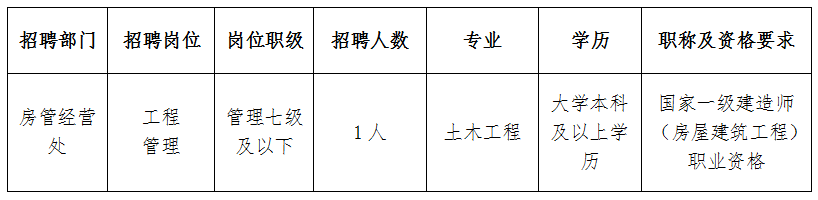 招聘部门 招聘岗位 岗位职级 招聘人数 专业 学历 职称及资格要求
房管经营
处
工程
管理
管理七级
及以下
1人
土木工程
大学本科
及以上学
历
国家一级建造师
（房屋建筑工程）
职业资格